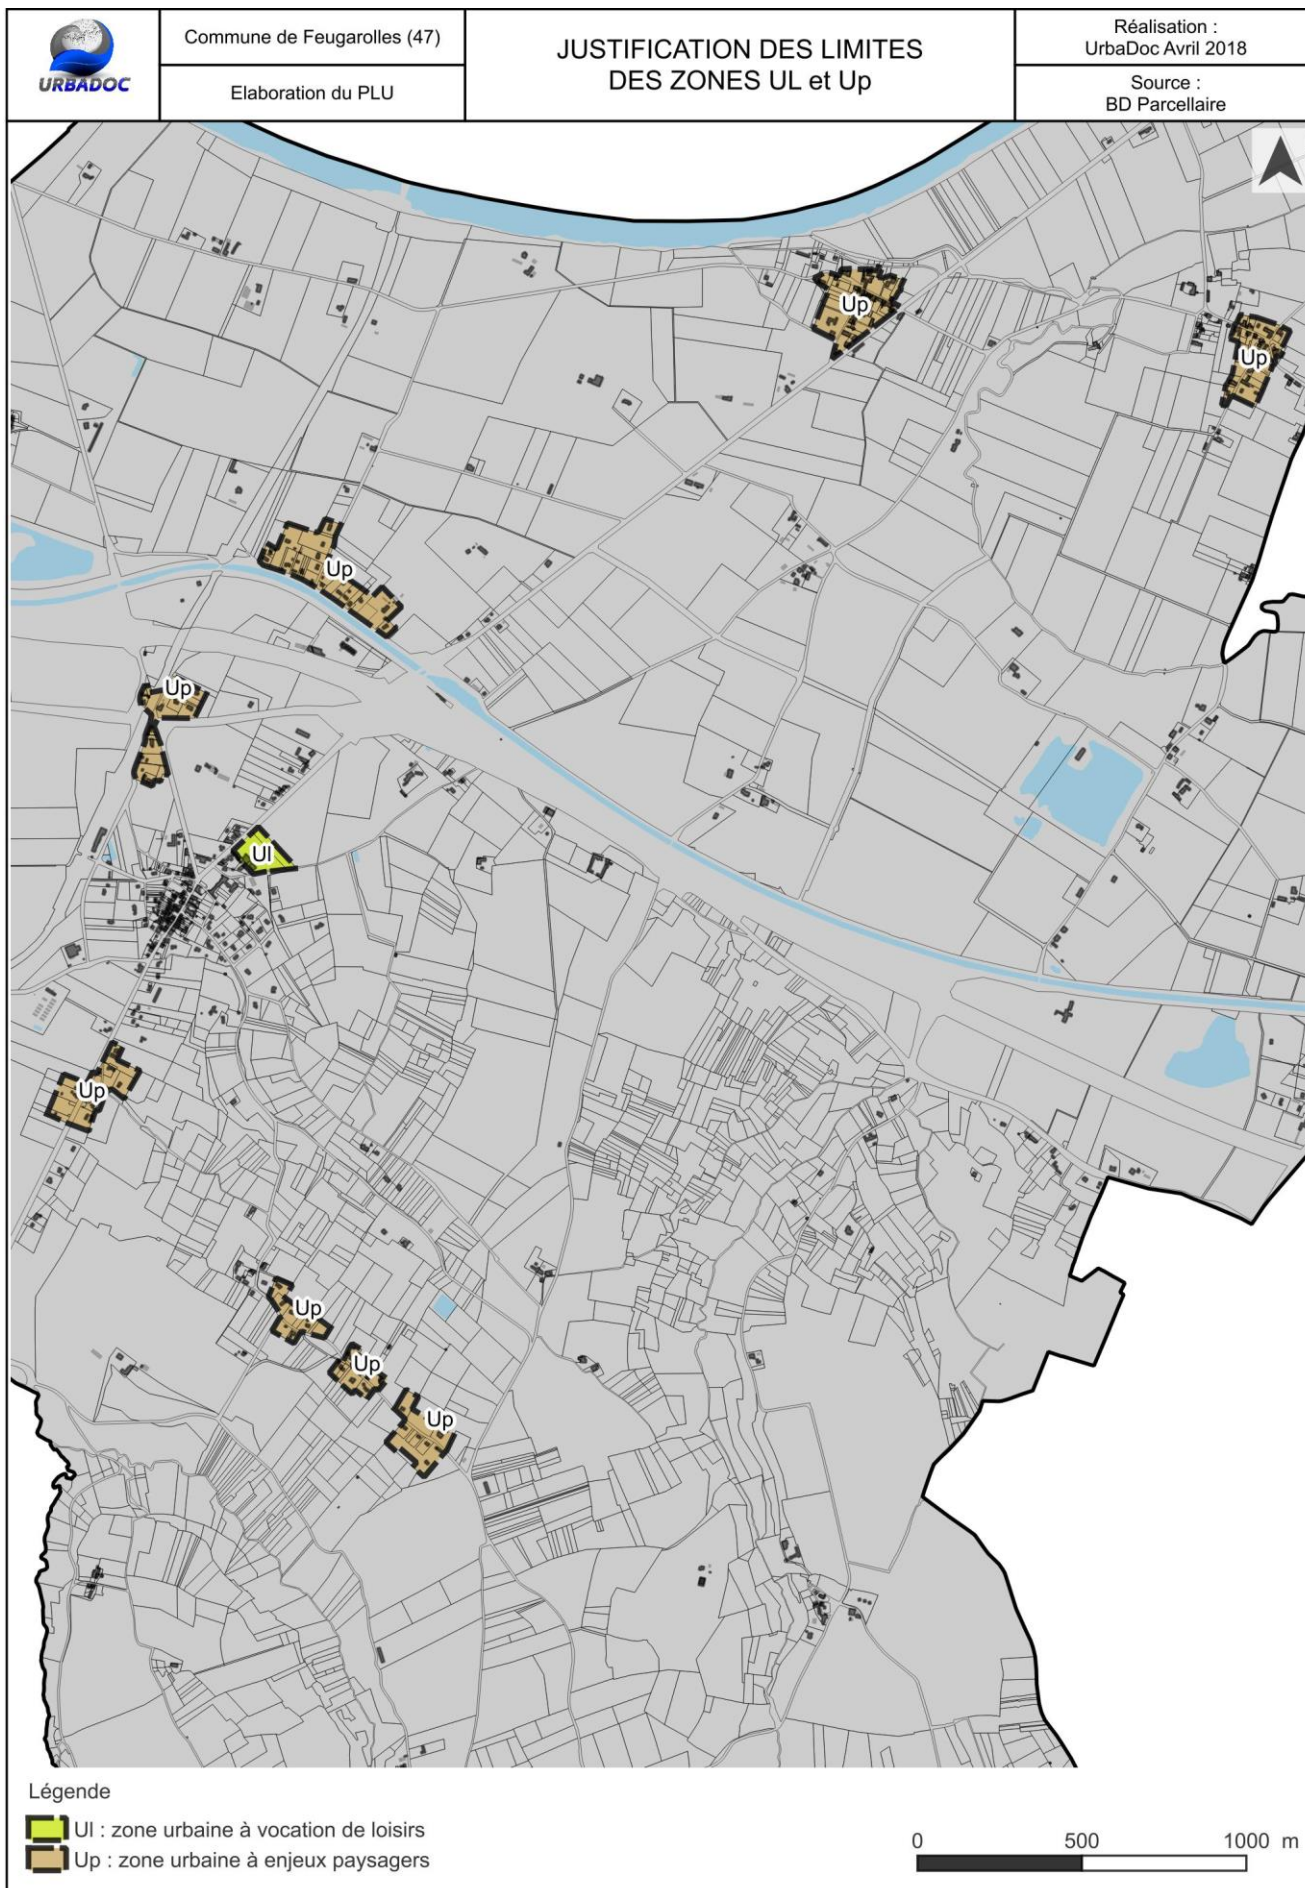 URBADOC
Commune de Feugarolles (47)
Elaboration du PLU
JUSTIFICATION DES LIMITES
DES ZONES UL et Up
Réalisation :
UrbaDoc Avril 2018
Source :
BD Parcellaire
Up
Up
Up
Up
Ul
Up
Up
Up
Up
Légende
Ul : zone urbaine à vocation de loisirs
Up : zone urbaine à enjeux paysagers
0 500 1000 m